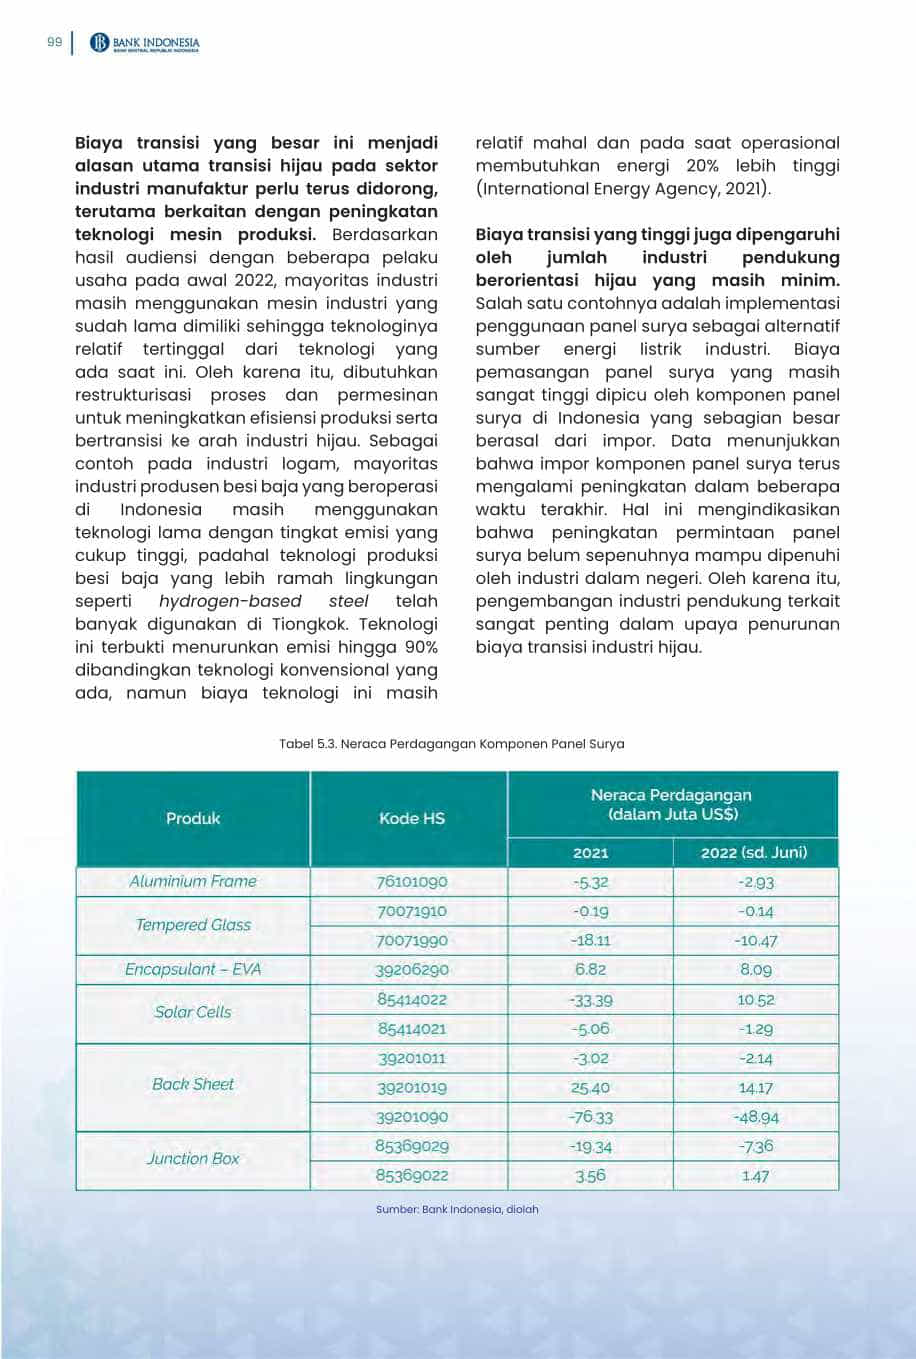 99
BANK INDONESIA
BANK SENTRAL REPUBLIK INDONESIA
Biaya transisi yang besar ini menjadi
alasan utama transisi hijau pada sektor
industri manufaktur perlu terus didorong,
terutama berkaitan dengan peningkatan
teknologi mesin produksi. Berdasarkan
hasil audiensi dengan beberapa pelaku
usaha pada awal 2022, mayoritas industri
masih menggunakan mesin industri yang
sudah lama dimiliki sehingga teknologinya
relatif tertinggal dari teknologi yang
ada saat ini. Oleh karena itu, dibutuhkan
restrukturisasi proses dan permesinan
untuk meningkatkan efisiensi produksi serta
bertransisi ke arah industri hijau. Sebagai
contoh pada industri logam, mayoritas
industri produsen besi baja yang beroperasi
di Indonesia masih menggunakan
teknologi lama dengan tingkat emisi yang
cukup tinggi, padahal teknologi produksi
besi baja yang lebih ramah lingkungan
seperti hydrogen-based steel telah
banyak digunakan di Tiongkok. Teknologi
ini terbukti menurunkan emisi hingga 90%
dibandingkan teknologi konvensional yang
ada, namun biaya teknologi ini masih
relatif mahal dan pada saat operasional
membutuhkan energi 20% lebih tinggi
(International Energy Agency, 2021).
Biaya transisi yang tinggi juga dipengaruhi
oleh jumlah industri pendukung
berorientasi hijau yang masih minim.
Salah satu contohnya adalah implementasi
penggunaan panel surya sebagai alternatif
sumber energi listrik industri. Biaya
pemasangan panel surya yang masih
sangat tinggi dipicu oleh komponen panel
surya di Indonesia yang sebagian besar
berasal dari impor. Data menunjukkan
bahwa impor komponen panel surya terus
mengalami peningkatan dalam beberapa
waktu terakhir. Hal ini mengindikasikan
bahwa peningkatan permintaan panel
surya belum sepenuhnya mampu dipenuhi
oleh industri dalam negeri. Oleh karena itu,
pengembangan industri pendukung terkait
sangat penting dalam upaya penurunan
biaya transisi industri hijau.
Tabel 5.3. Neraca Perdagangan Komponen Panel Surya
Produk Kode HS Neraca Perdagangan
(dalam Juta US$)
2021 2022 (sd. Juni)
Aluminium Frame 76101090 -5.32 -2.93
Tempered Glass 70071910 -0.19 -0.14
70071990 -18.11 -10.47
Encapsulant – EVA 39206290 6.82 8.09
Solar Cells 85414022 -33.39 10.52
85414021 -5.06 -1.29
Back Sheet 39201011 -3.02 -2.14
39201019 25.40 14.17
39201090 -76.33 -48.94
Junction Box 85369029 -19.34 -7.36
85369022 3.56 1.47
Sumber: Bank Indonesia, diolah